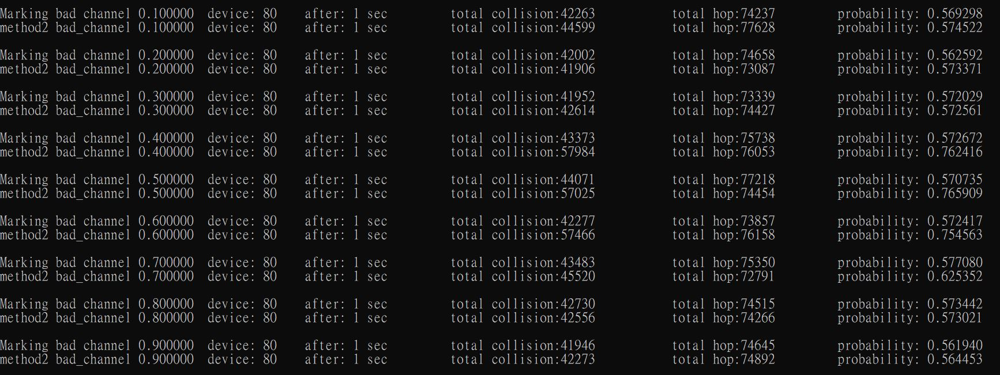 Marking bad channel 0.100000 device: 80 after: 1 sec total collision:42263 total hop:74237 probability: 0.569298
method2 bad_channel 0.100000 device: 80 after: 1 sec total collision:44599 total hop:77628 probability: 0.574522
Marking bad channel 0.200000 device: 80 after: 1 sec total collision:42002 total hop:74658 probability: 0.562592
method2 bad_channel 0.200000 device: 80 after: 1 sec total collision:41906 total hop:73087 probability: 0.573371
Marking bad channel 0.300000 device: 80 after: 1 sec total collision:41952 total hop:73339 probability: 0.572029
method2 bad_channel 0.300000 device: 80 after: 1 sec total collision:42614 total hop:74427 probability: 0.572561
Marking bad channel 0.400000 device: 80 after: 1 sec total collision:43373 total hop:75738 probability: 0.572672
method2 bad_channel 0.400000 device: 80 after: 1 sec total collision:57984 total hop:76053 probability: 0.762416
Marking bad channel 0.500000 device: 80 after: 1 sec total collision:44071 total hop:77218 probability: 0.570735
method2 bad_channel 0.500000 device: 80 after: 1 sec total collision:57025 total hop:74454 probability: 0.765909
Marking bad channel 0.600000 device: 80 after: 1 sec total collision:42277 total hop:73857 probability: 0.572417
method2 bad_channel 0.600000 device: 80 after: 1 sec total collision:57466 total hop:76158 probability: 0.754563
Marking bad channel 0.700000 device: 80 after: 1 sec total collision:43483 total hop:75350 probability: 0.577080
method2 bad_channel 0.700000 device: 80 after: 1 sec total collision:45520 total hop:72791 probability: 0.625352
Marking bad channel 0.800000 device: 80 after: 1 sec total collision:42730 total hop:74515 probability: 0.573442
method2 bad_channel 0.800000 device: 80 after: 1 sec total collision:42556 total hop:74266 probability: 0.573021
Marking bad channel 0.900000 device: 80 after: 1 sec total collision:41946 total hop:74645 probability: 0.561940
method2 bad_channel 0.900000 device: 80 after: 1 sec total collision:42273 total hop:74892 probability: 0.564453